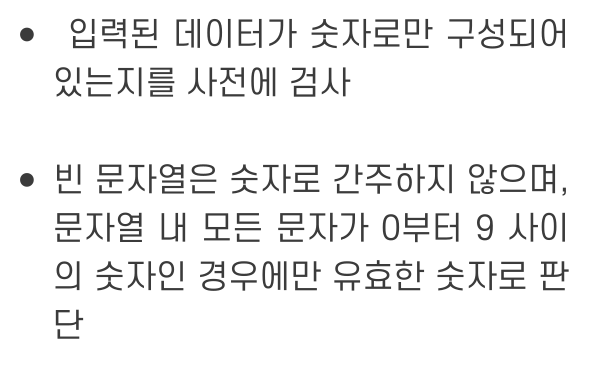 • 입력된 데이터가 숫자로만 구성되어
있는지를 사전에 검사
• 빈 문자열은 숫자로 간주하지 않으며,
문자열 내 모든 문자가 0부터 9 사이
의 숫자인 경우에만 유효한 숫자로 판
단